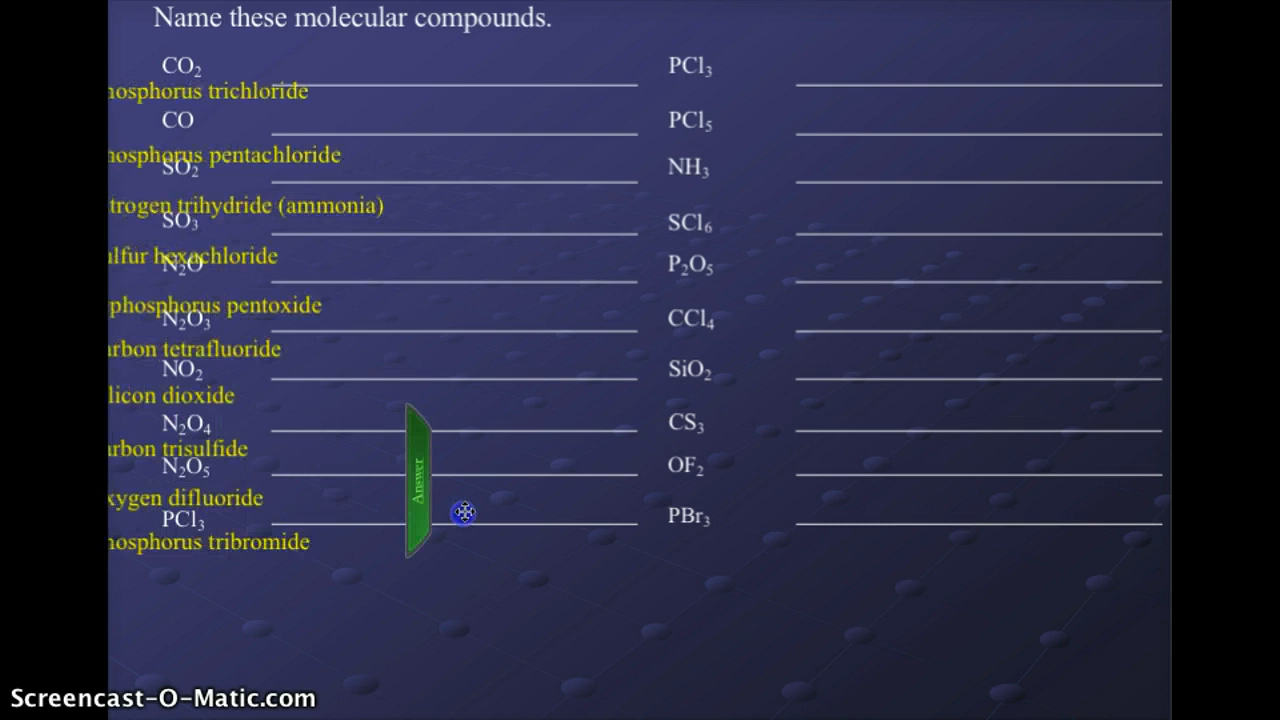 Name these molecular compounds.
CO₂ PCl₃
hosphorus trichloride
CO PCl₅
hosphorus pentachloride
SO₂ NH₃
trogen trihydride (ammonia)
SO₃ SCl₆
lfur hexachloride
N₂O P₂O₅
phosphorus pentoxide
N₂O₃ CCl₄
rbon tetrafluoride
NO₂ SiO₂
licon dioxide
N₂O₄ CS₃
rbon trisulfide
N₂O₅ OF₂
xygen difluoride
PCl₃ PBr₃
hosphorus tribromide
Answer
Screencast-O-Matic.com